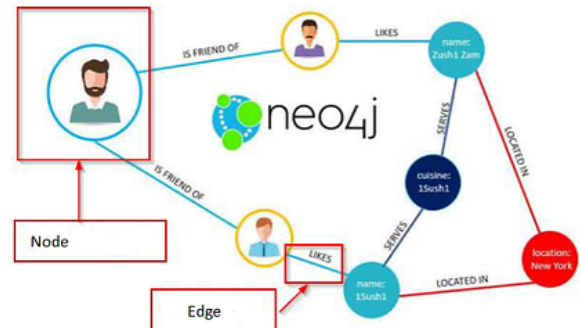 IS FRIEND OF
LIKES
name:
Zush1 Zam
neo4j
SERVES
LOCATED IN
cuisine:
1Sush1
IS FRIEND OF
Node
SERVES
LIKES
location:
New York
name:
1Sush1
LOCATED IN
Edge